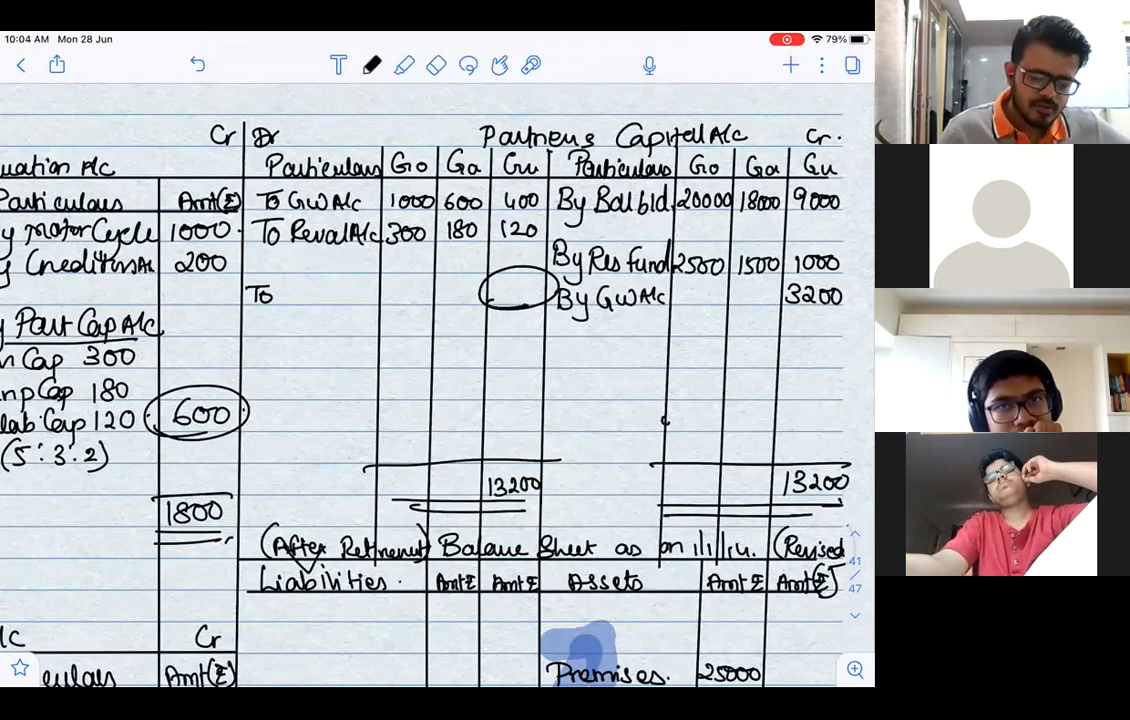 10:04 AM Mon 28 Jun
79%
Cr Dr Partners Capital A/c Cr.
uation A/c
Particulars Go Ga Gu Particulars Go Ga Gu
Particulars Amt(₹) To GW A/c 1000 600 400 By Bal b/d. 20000 18000 9000
y Motor Cycle 1000 To Reval A/c 300 180 120
y Creditors A/c 200 By Res Fund 2500 1500 1000
To By GW A/c 3200
y Part Cap A/c
n Cap 300
np Cap 180
lab Cap 120 600
(5:3:2)
13200 13200
1800
(After Retirement) Balance Sheet as on 1/1/14. (Revised
Liabilities. Amt ₹ Amt ₹ Assets Amt ₹ Amt(₹)
41
/
47
Cr
culars Amt(₹) Premises. 25000